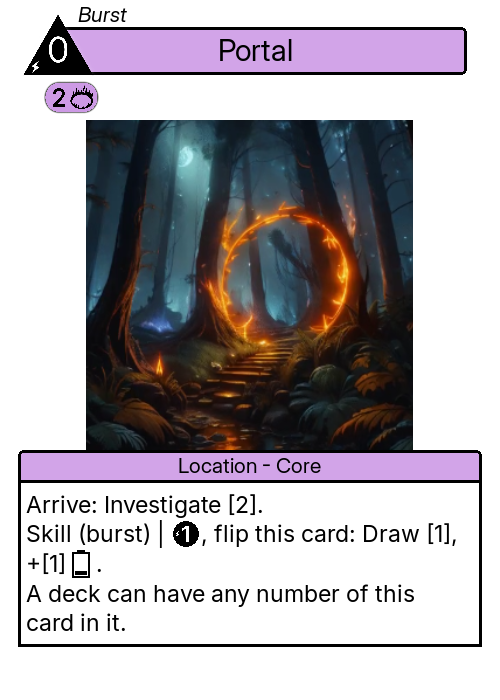 Burst
0
Portal
2
Location - Core
Arrive: Investigate [2].
Skill (burst) | 1, flip this card: Draw [1],
+[1] .
A deck can have any number of this
card in it.